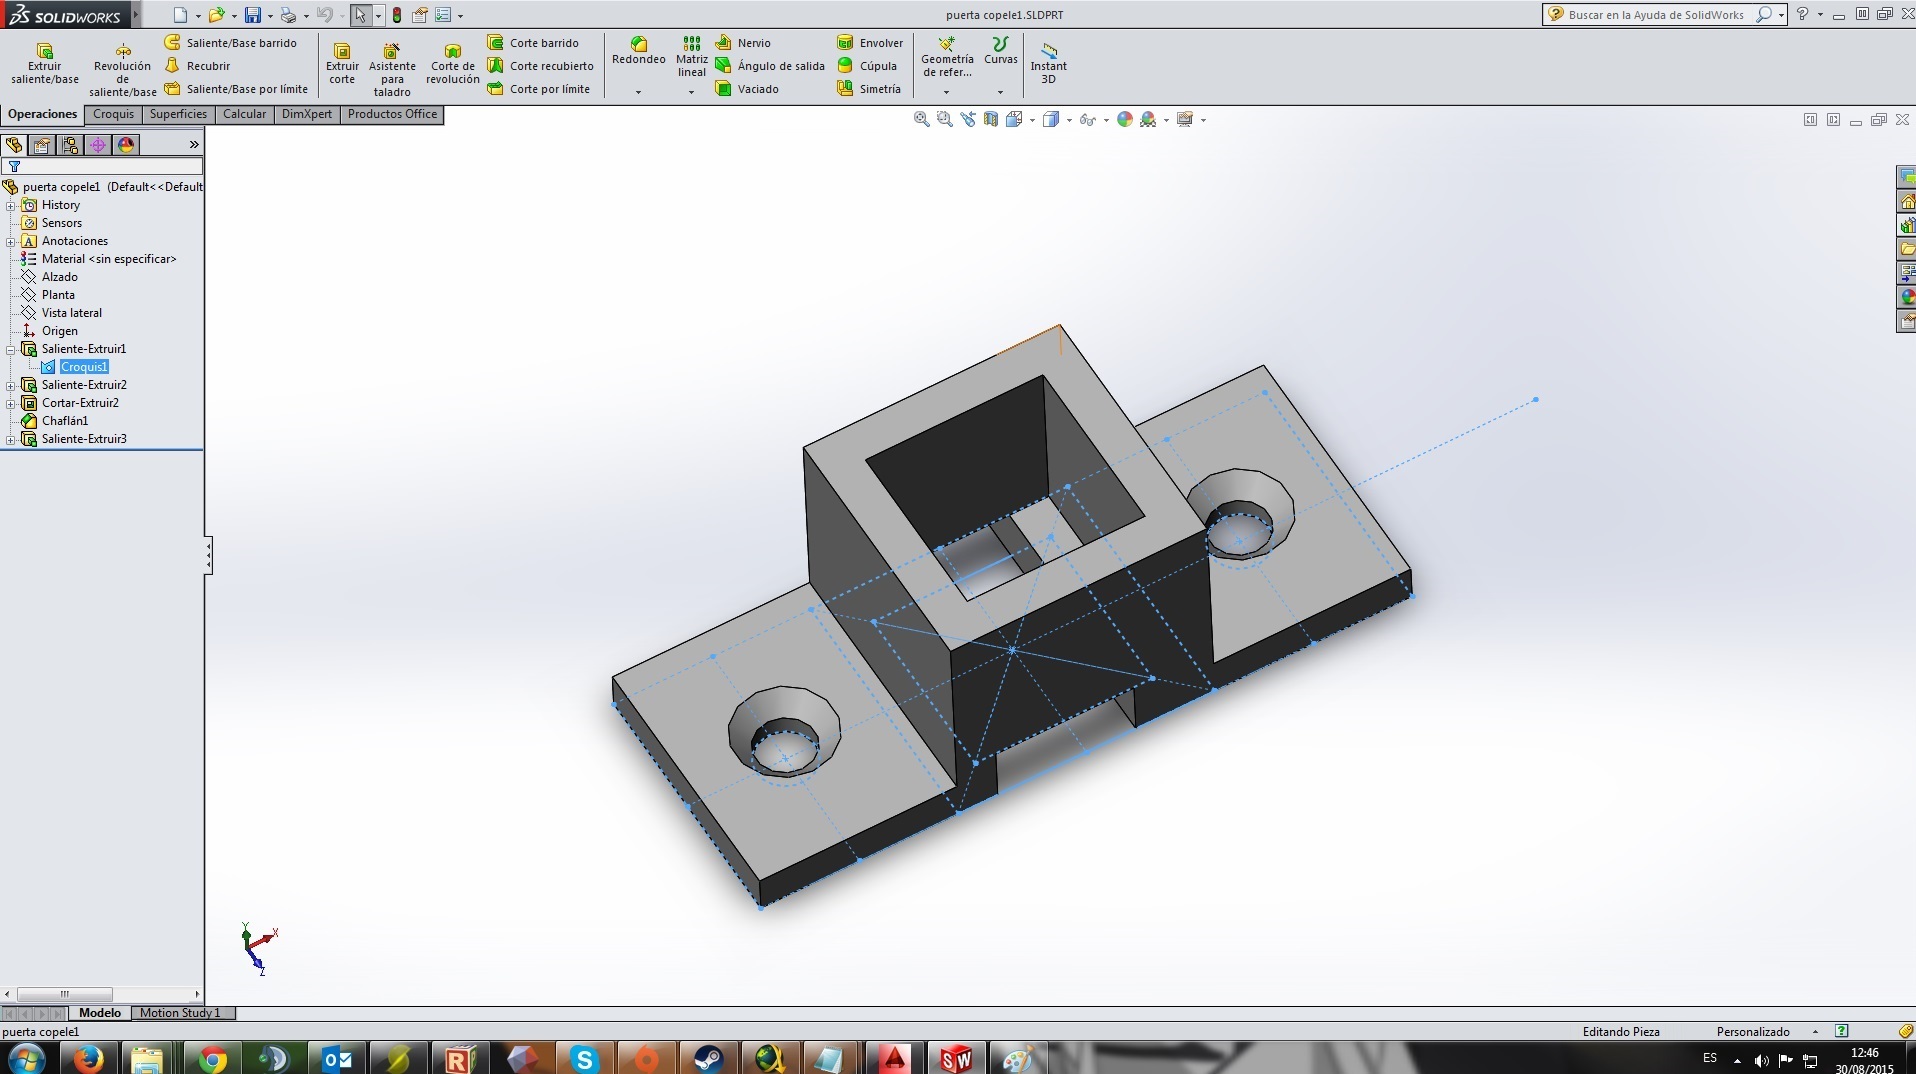 SOLIDWORKS
puerta copele1.SLDPRT
Buscar en la Ayuda de SolidWorks
Extruir saliente/base
Revolución de saliente/base
Saliente/Base barrido
Recubrir
Saliente/Base por límite
Extruir corte
Asistente para taladro
Corte de revolución
Corte barrido
Corte recubierto
Corte por límite
Redondeo
Matriz lineal
Nervio
Ángulo de salida
Vaciado
Envolver
Cúpula
Simetría
Geometría de refer...
Curvas
Instant 3D
Operaciones
Croquis
Superficies
Calcular
DimXpert
Productos Office
puerta copele1 (Default<<Default
History
Sensors
Anotaciones
Material <sin especificar>
Alzado
Planta
Vista lateral
Origen
Saliente-Extruir1
Croquis1
Saliente-Extruir2
Cortar-Extruir2
Chaflán1
Saliente-Extruir3
Y
X
Z
Modelo
Motion Study 1
puerta copele1
Editando Pieza
Personalizado
ES
12:46
30/08/2015